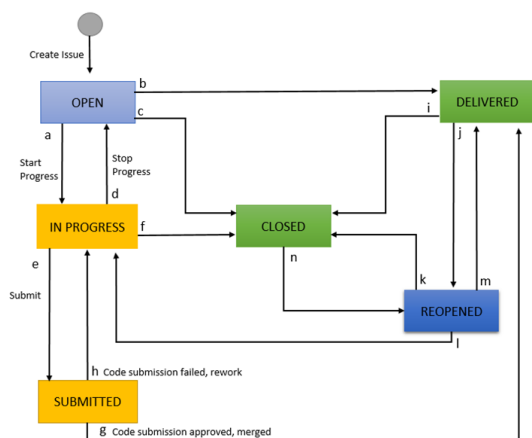 Create Issue
b
OPEN
DELIVERED
c
i
a
j
Start
Progress
Stop
Progress
d
IN PROGRESS
f
CLOSED
e
n
k
m
Submit
REOPENED
l
h Code submission failed, rework
SUBMITTED
g Code submission approved, merged